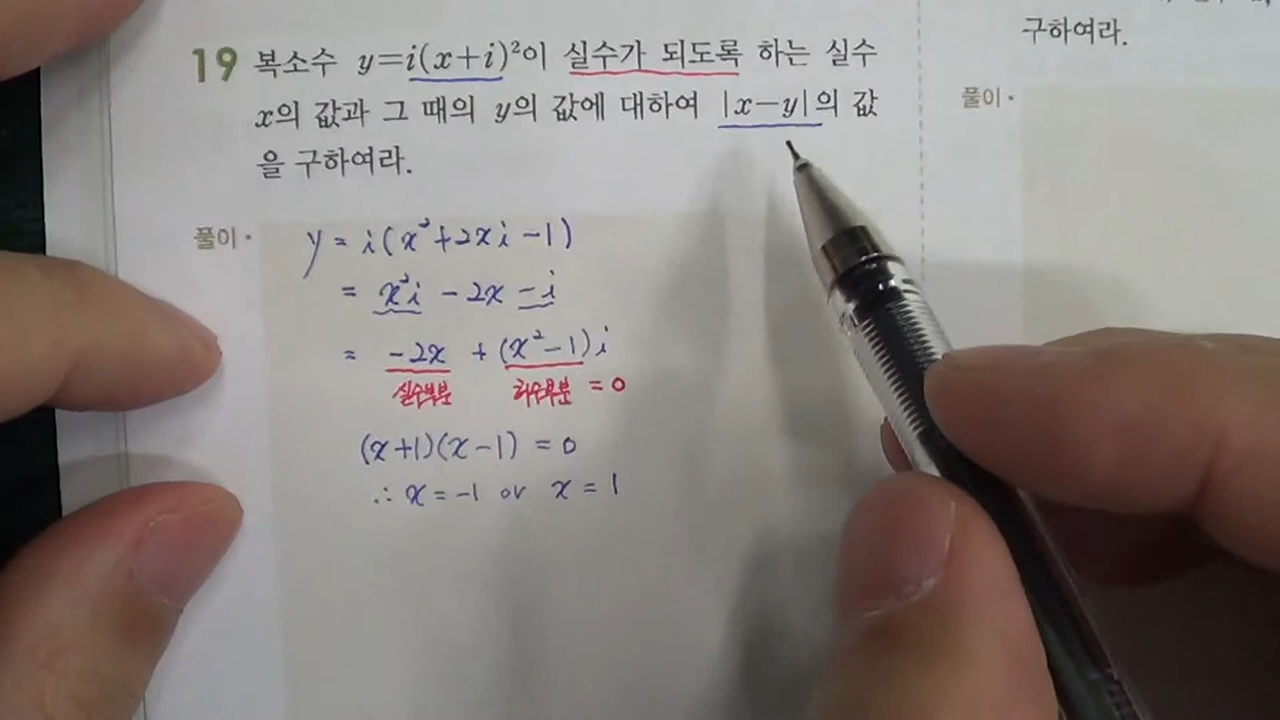 19 복소수 y=i(x+i)²이 실수가 되도록 하는 실수
x의 값과 그 때의 y의 값에 대하여 |x-y|의 값
을 구하여라.
풀이·
y = i(x²+2xi-1)
= x²i - 2x - i
= -2x + (x²-1)i
실수부분 허수부분 = 0
(x+1)(x-1) = 0
∴ x = -1 or x = 1
구하여라.
풀이·